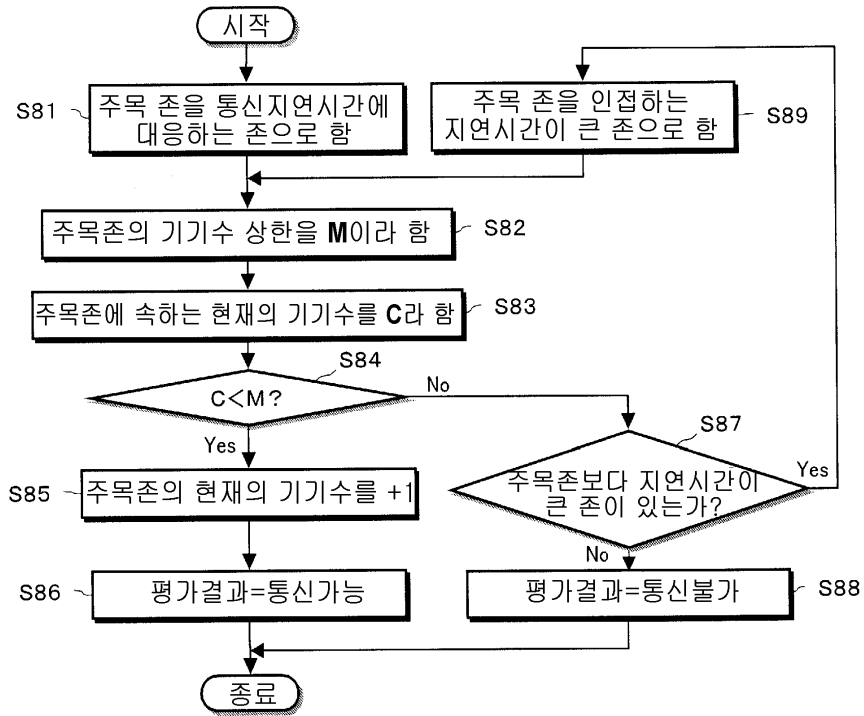 시작
S81
주목 존을 통신지연시간에
대응하는 존으로 함
주목 존을 인접하는
지연시간이 큰 존으로 함
S89
주목존의 기기수 상한을 M이라 함
S82
주목존에 속하는 현재의 기기수를 C라 함
S83
S84
C<M?
No
Yes
S87
주목존보다 지연시간이
큰 존이 있는가?
Yes
No
S85
주목존의 현재의 기기수를 +1
S86
평가결과=통신가능
평가결과=통신불가
S88
종료